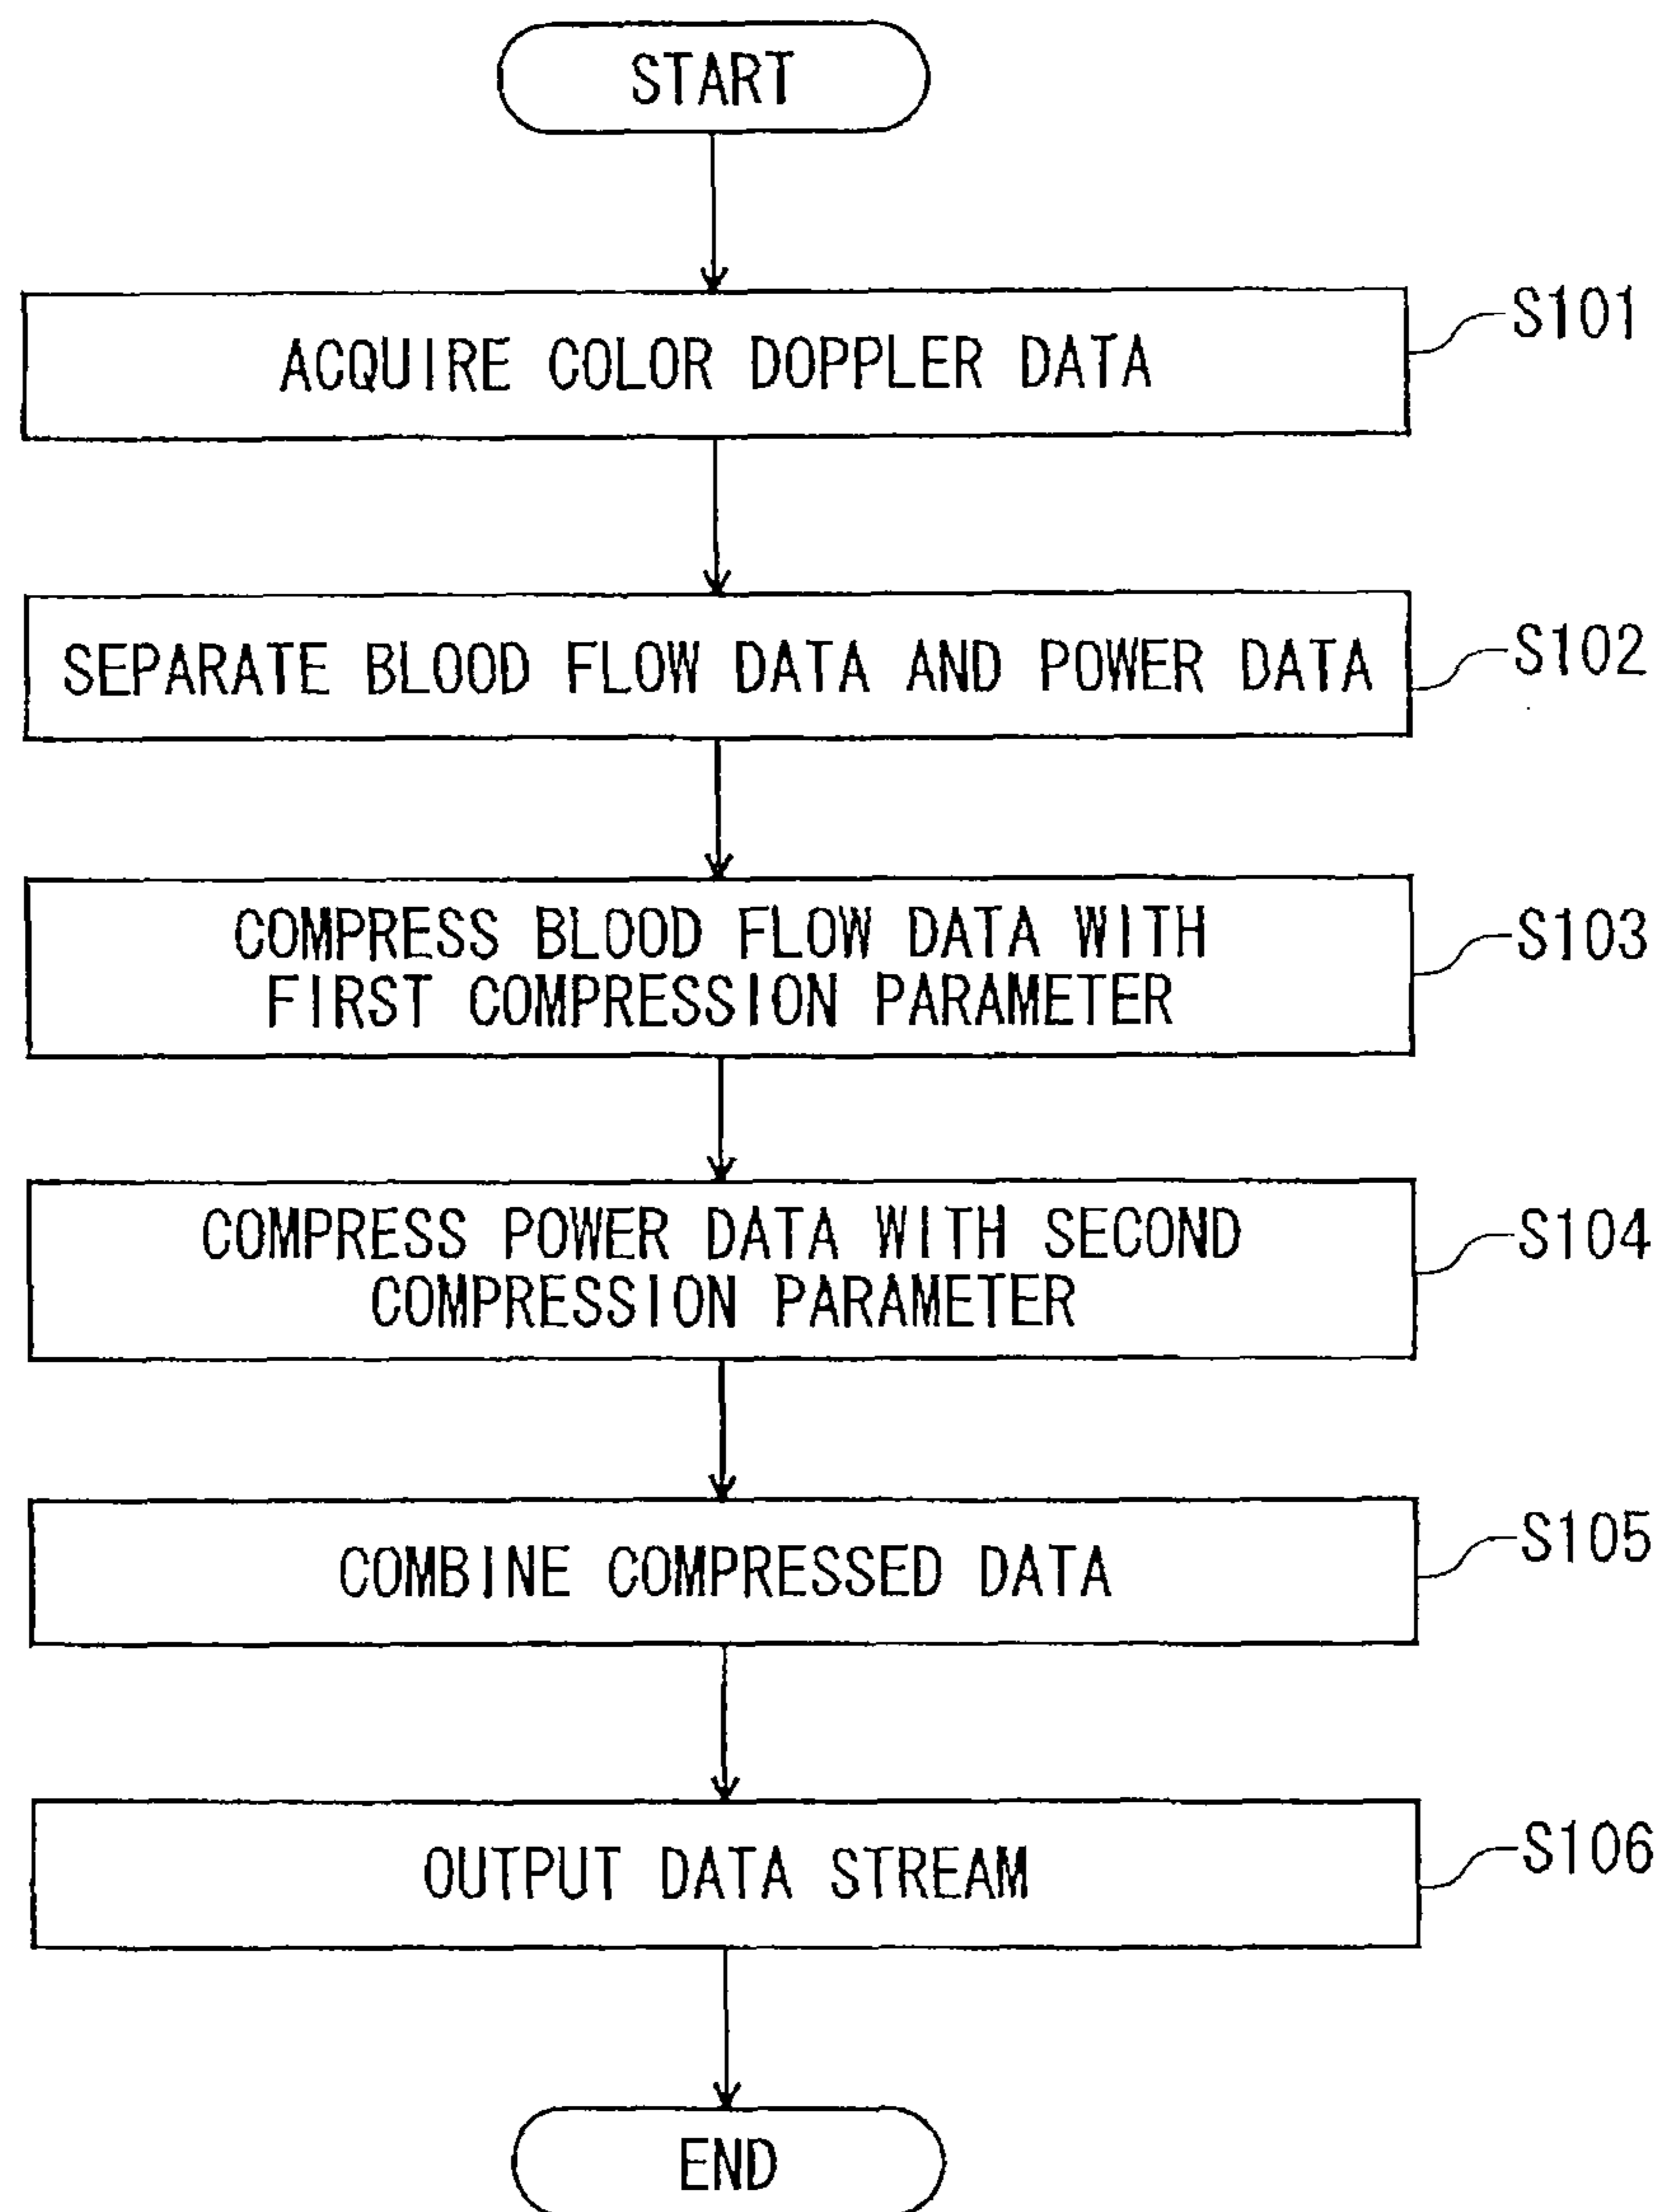 START
ACQUIRE COLOR DOPPLER DATA
S101
SEPARATE BLOOD FLOW DATA AND POWER DATA
S102
COMPRESS BLOOD FLOW DATA WITH
FIRST COMPRESSION PARAMETER
S103
COMPRESS POWER DATA WITH SECOND
COMPRESSION PARAMETER
S104
COMBINE COMPRESSED DATA
S105
OUTPUT DATA STREAM
S106
END